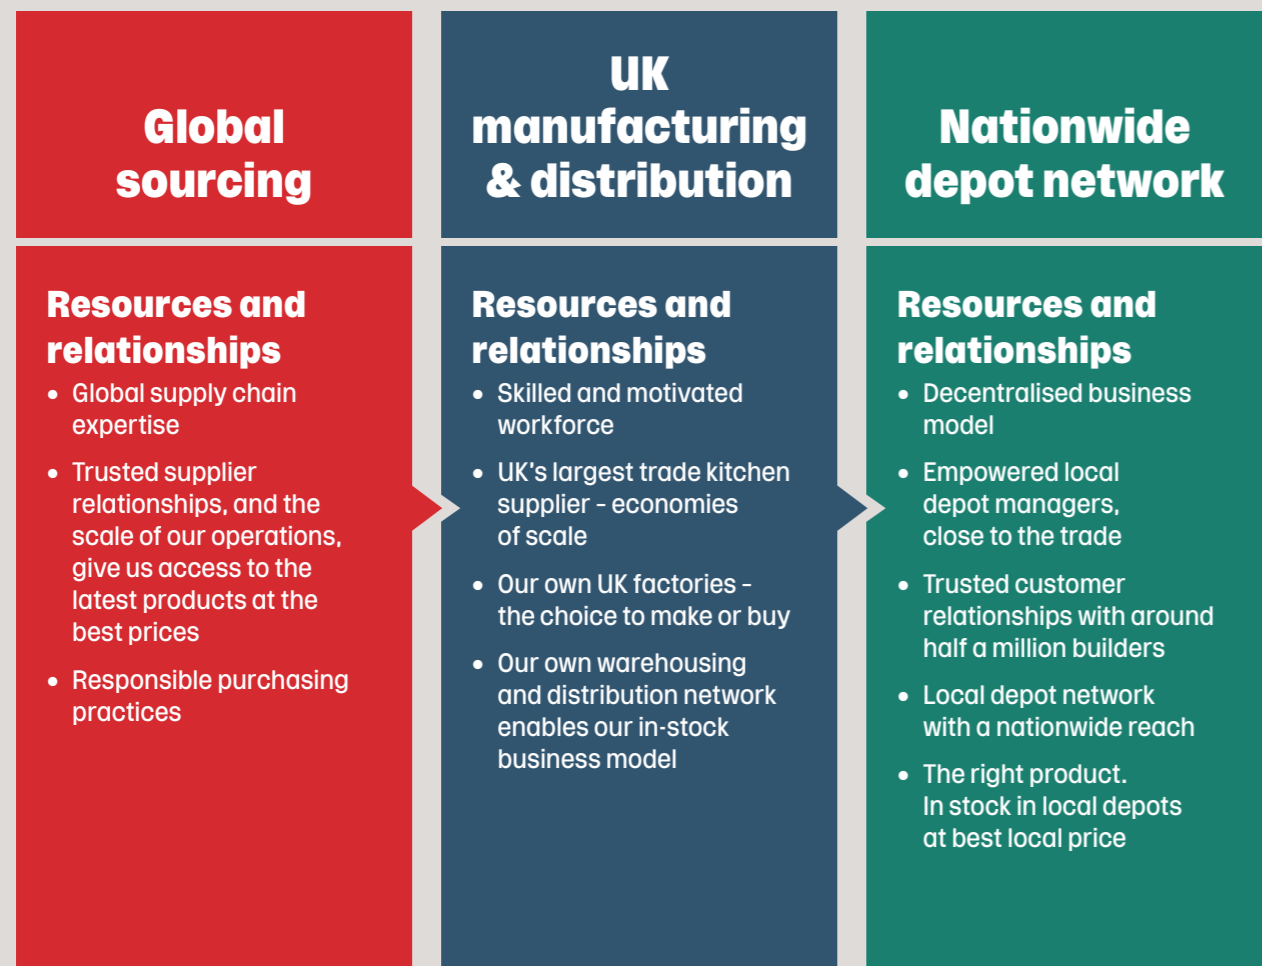 Global
sourcing
Resources and
relationships
• Global supply chain
expertise
• Trusted supplier
relationships, and the
scale of our operations,
give us access to the
latest products at the
best prices
• Responsible purchasing
practices
UK
manufacturing
& distribution
Resources and
relationships
• Skilled and motivated
workforce
• UK's largest trade kitchen
supplier – economies
of scale
• Our own UK factories –
the choice to make or buy
• Our own warehousing
and distribution network
enables our in-stock
business model
Nationwide
depot network
Resources and
relationships
• Decentralised business
model
• Empowered local
depot managers,
close to the trade
• Trusted customer
relationships with around
half a million builders
• Local depot network
with a nationwide reach
• The right product.
In stock in local depots
at best local price